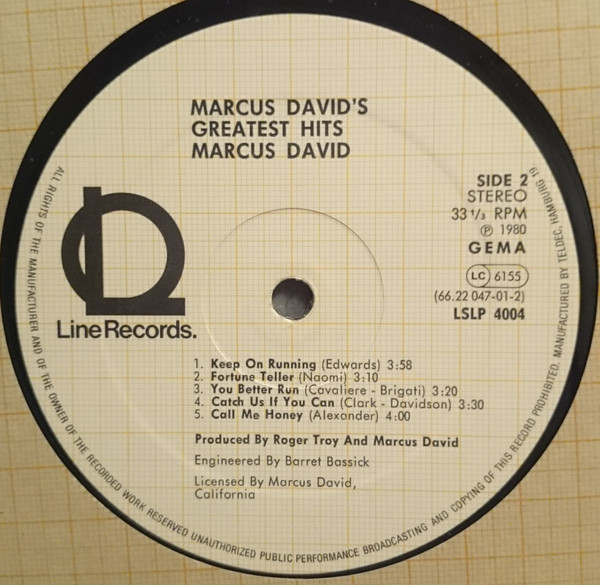 MARCUS DAVID'S
GREATEST HITS
MARCUS DAVID
SIDE 2
STEREO
33 1/3 RPM
Ⓟ 1980
GEMA
LC 6155
(66.22 047-01-2)
LSLP 4004
Line Records.
1. Keep On Running (Edwards) 3:58
2. Fortune Teller (Naomi) 3:10
3. You Better Run (Cavaliere - Brigati) 3:20
4. Catch Us If You Can (Clark - Davidson) 3:30
5. Call Me Honey (Alexander) 4:00
Produced By Roger Troy And Marcus David
Engineered By Barret Bassick
Licensed By Marcus David,
California
ALL RIGHTS OF THE MANUFACTURER AND OF THE OWNER OF THE RECORDED WORK RESERVED UNAUTHORIZED PUBLIC PERFORMANCE BROADCASTING AND COPYING OF THIS RECORD PROHIBITED. MANUFACTURED BY TELDEC, HAMBURG 19